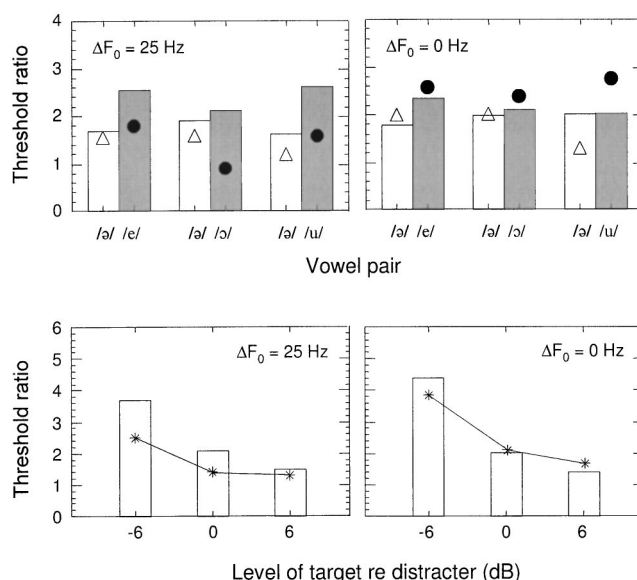 Threshold ratio
4
3
2
1
0
ΔF₀ = 25 Hz
ΔF₀ = 0 Hz
/ə/ /e/ /ə/ /ɔ/ /ə/ /u/
/ə/ /e/ /ə/ /ɔ/ /ə/ /u/
Vowel pair
Threshold ratio
6
5
4
3
2
1
0
ΔF₀ = 25 Hz
ΔF₀ = 0 Hz
-6 0 6
-6 0 6
Level of target re distracter (dB)